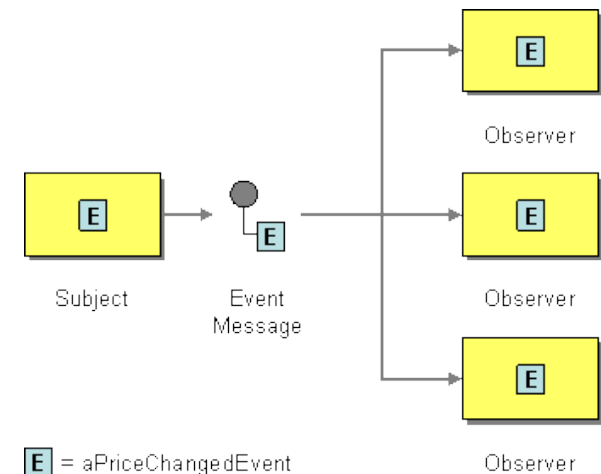 E
Observer
E
E
E
Subject
Event
Message
Observer
E
E = aPriceChangedEvent
Observer